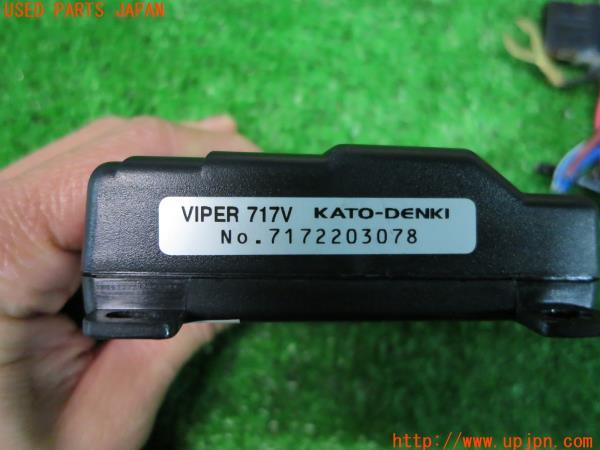 USED PARTS JAPAN
VIPER 717V KATO-DENKI
No.7172203078
http://www.upjpn.com